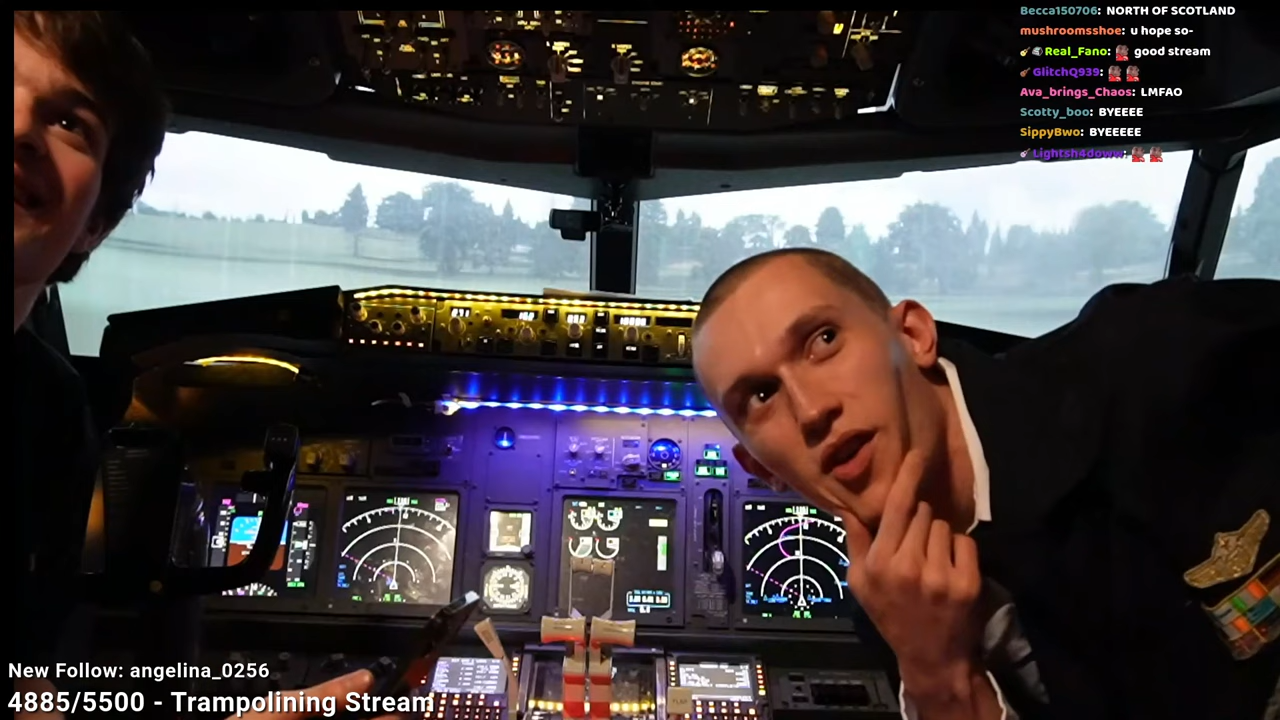 Becca150706: NORTH OF SCOTLAND
mushroomsshoe: u hope so-
Real_Fano: good stream
GlitchQ939:
Ava_brings_Chaos: LMFAO
Scotty_boo: BYEEEE
SippyBwo: BYEEEEE
Lightsh4doww:
New Follow: angelina_0256
4885/5500 - Trampolining Stream